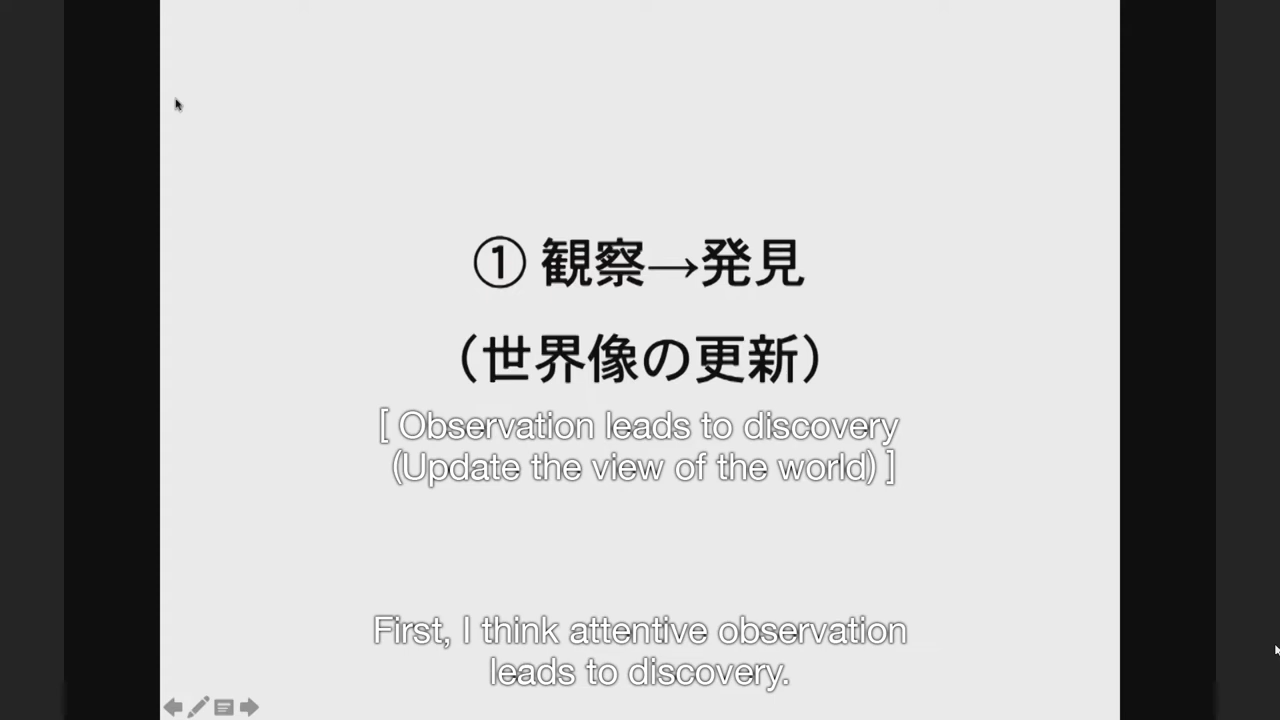 ① 観察→発見
（世界像の更新）
[ Observation leads to discovery
(Update the view of the world) ]
First, I think attentive observation
leads to discovery.